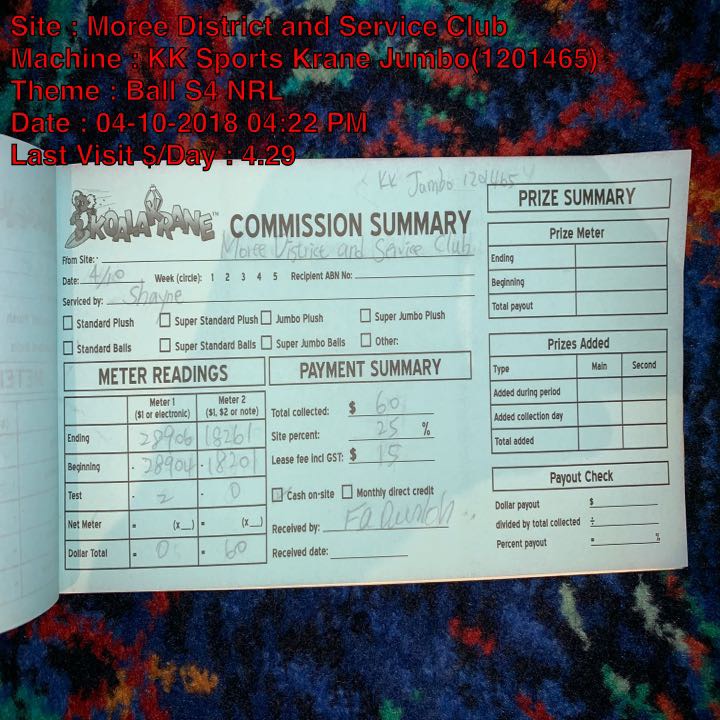 Site : Moree District and Service Club
Machine : KK Sports Krane Jumbo(1201465)
Theme : Ball S4 NRL
Date : 04-10-2018 04:22 PM
Last Visit $/Day : 4.29
KK Jumbo 1201465
KOALA KRANE™
COMMISSION SUMMARY
From Site: Moree District and Service Club
Date: 4/10 Week (circle): 1 2 3 4 5 Recipient ABN No:
Serviced by: Shayne
Standard Plush Super Standard Plush Jumbo Plush Super Jumbo Plush
Standard Balls Super Standard Balls Super Jumbo Balls Other:
METER READINGS
Meter 1 Meter 2
($1 or electronic) ($1, $2 or note)
Ending 28906 18261
Beginning - 28904 - 18201
Test - 2 - 0
Net Meter = (x__) = (x__)
Dollar Total = 0 = 60
PAYMENT SUMMARY
Total collected: $ 60
Site percent: 25 %
Lease fee incl GST: $ 15
Cash on-site Monthly direct credit
Received by:
Received date:
PRIZE SUMMARY
Prize Meter
Ending
Beginning
Total payout
Prizes Added
Type Main Second
Added during period
Added collection day
Total added
Payout Check
Dollar payout $
divided by total collected ÷
Percent payout = %